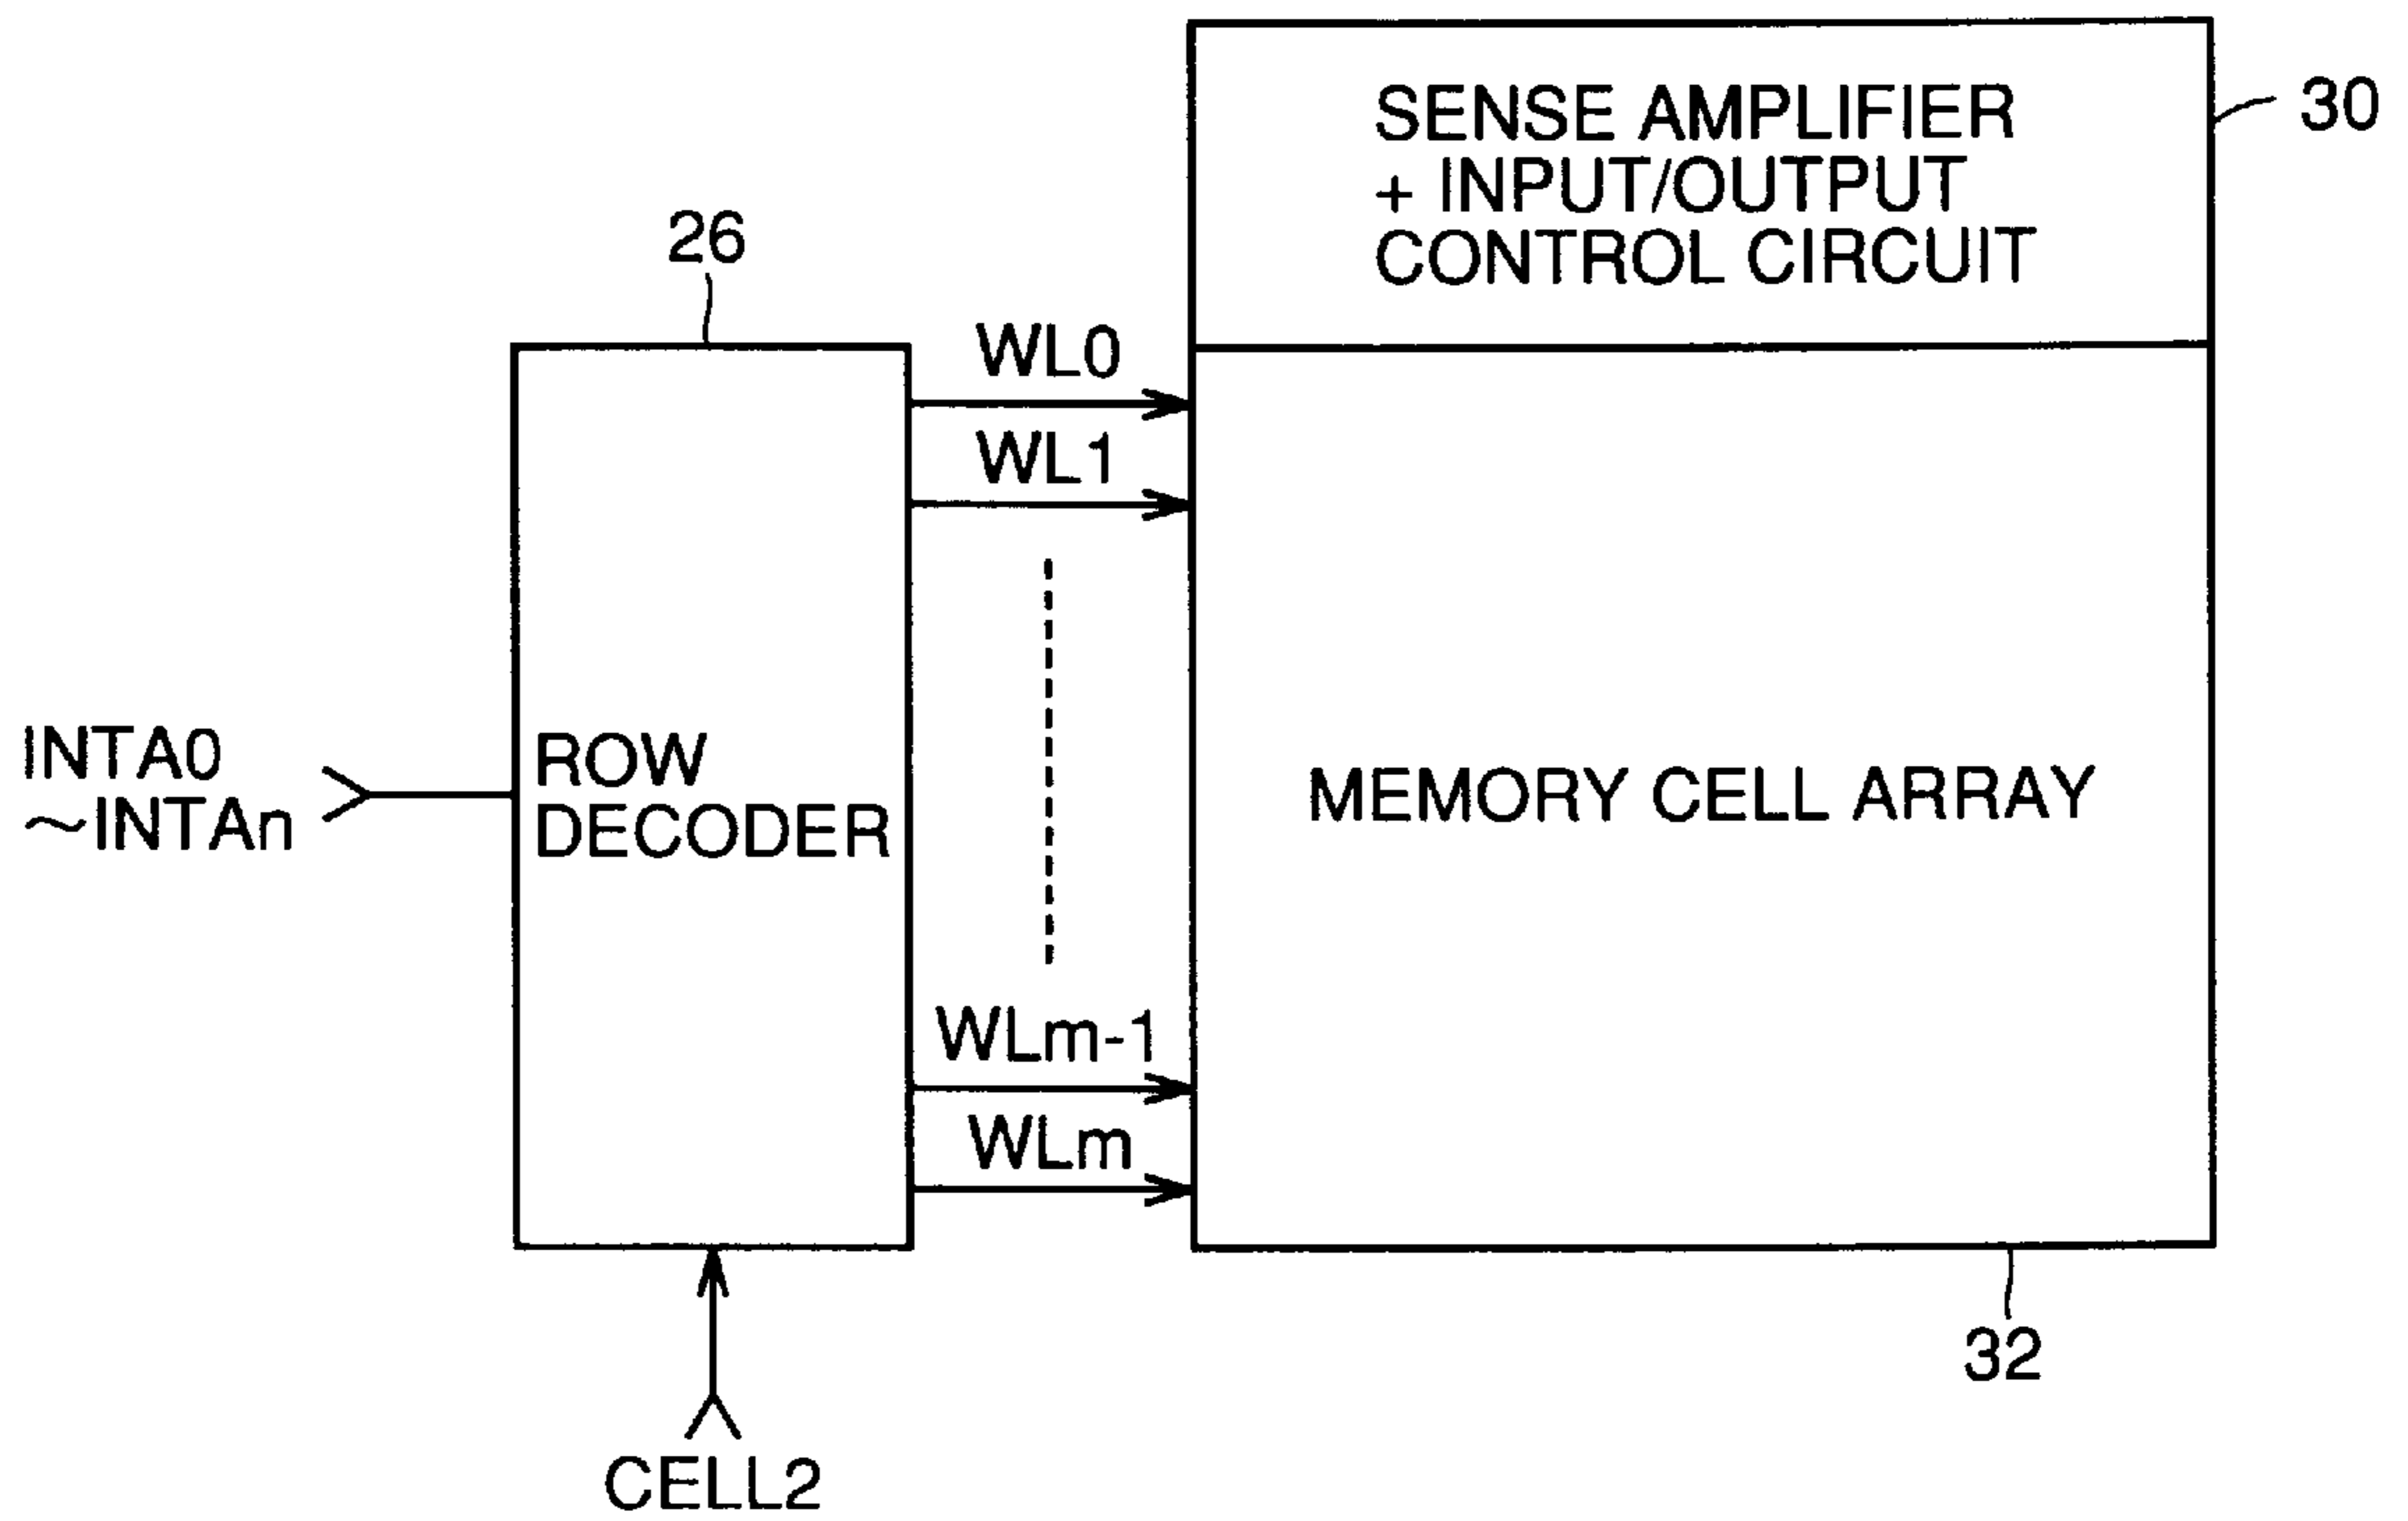 SENSE AMPLIFIER
+ INPUT/OUTPUT
CONTROL CIRCUIT
30
26
WL0
WL1
INTA0
~INTAn
ROW
DECODER
MEMORY CELL ARRAY
WLm-1
WLm
32
CELL2